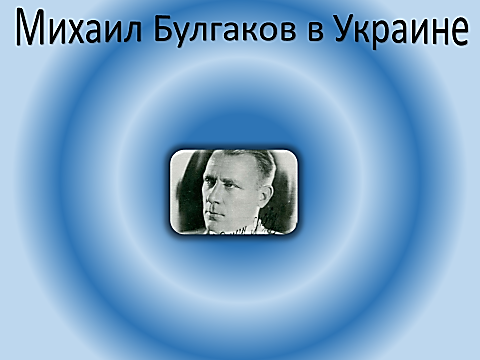 Михаил Булгаков в Украине